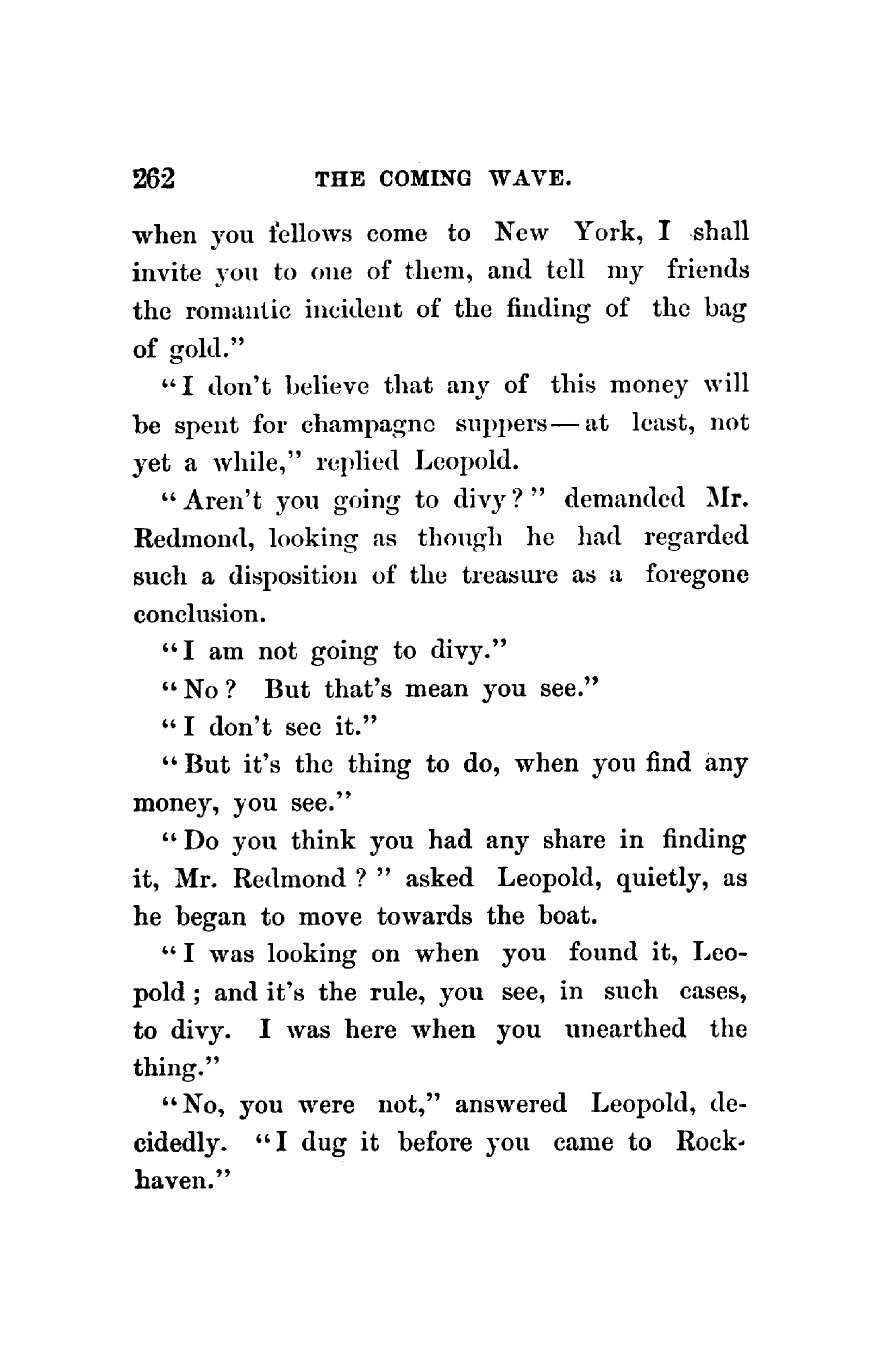 262 THE COMING WAVE.
when you fellows come to New York, I shall
invite you to one of them, and tell my friends
the romantic incident of the finding of the bag
of gold."
"I don't believe that any of this money will
be spent for champagne suppers — at least, not
yet a while," replied Leopold.
"Aren't you going to divy?" demanded Mr.
Redmond, looking as though he had regarded
such a disposition of the treasure as a foregone
conclusion.
"I am not going to divy."
"No? But that's mean you see."
"I don't see it."
"But it's the thing to do, when you find any
money, you see."
"Do you think you had any share in finding
it, Mr. Redmond?" asked Leopold, quietly, as
he began to move towards the boat.
"I was looking on when you found it, Leo-
pold; and it's the rule, you see, in such cases,
to divy. I was here when you unearthed the
thing."
"No, you were not," answered Leopold, de-
cidedly. "I dug it before you came to Rock-
haven."